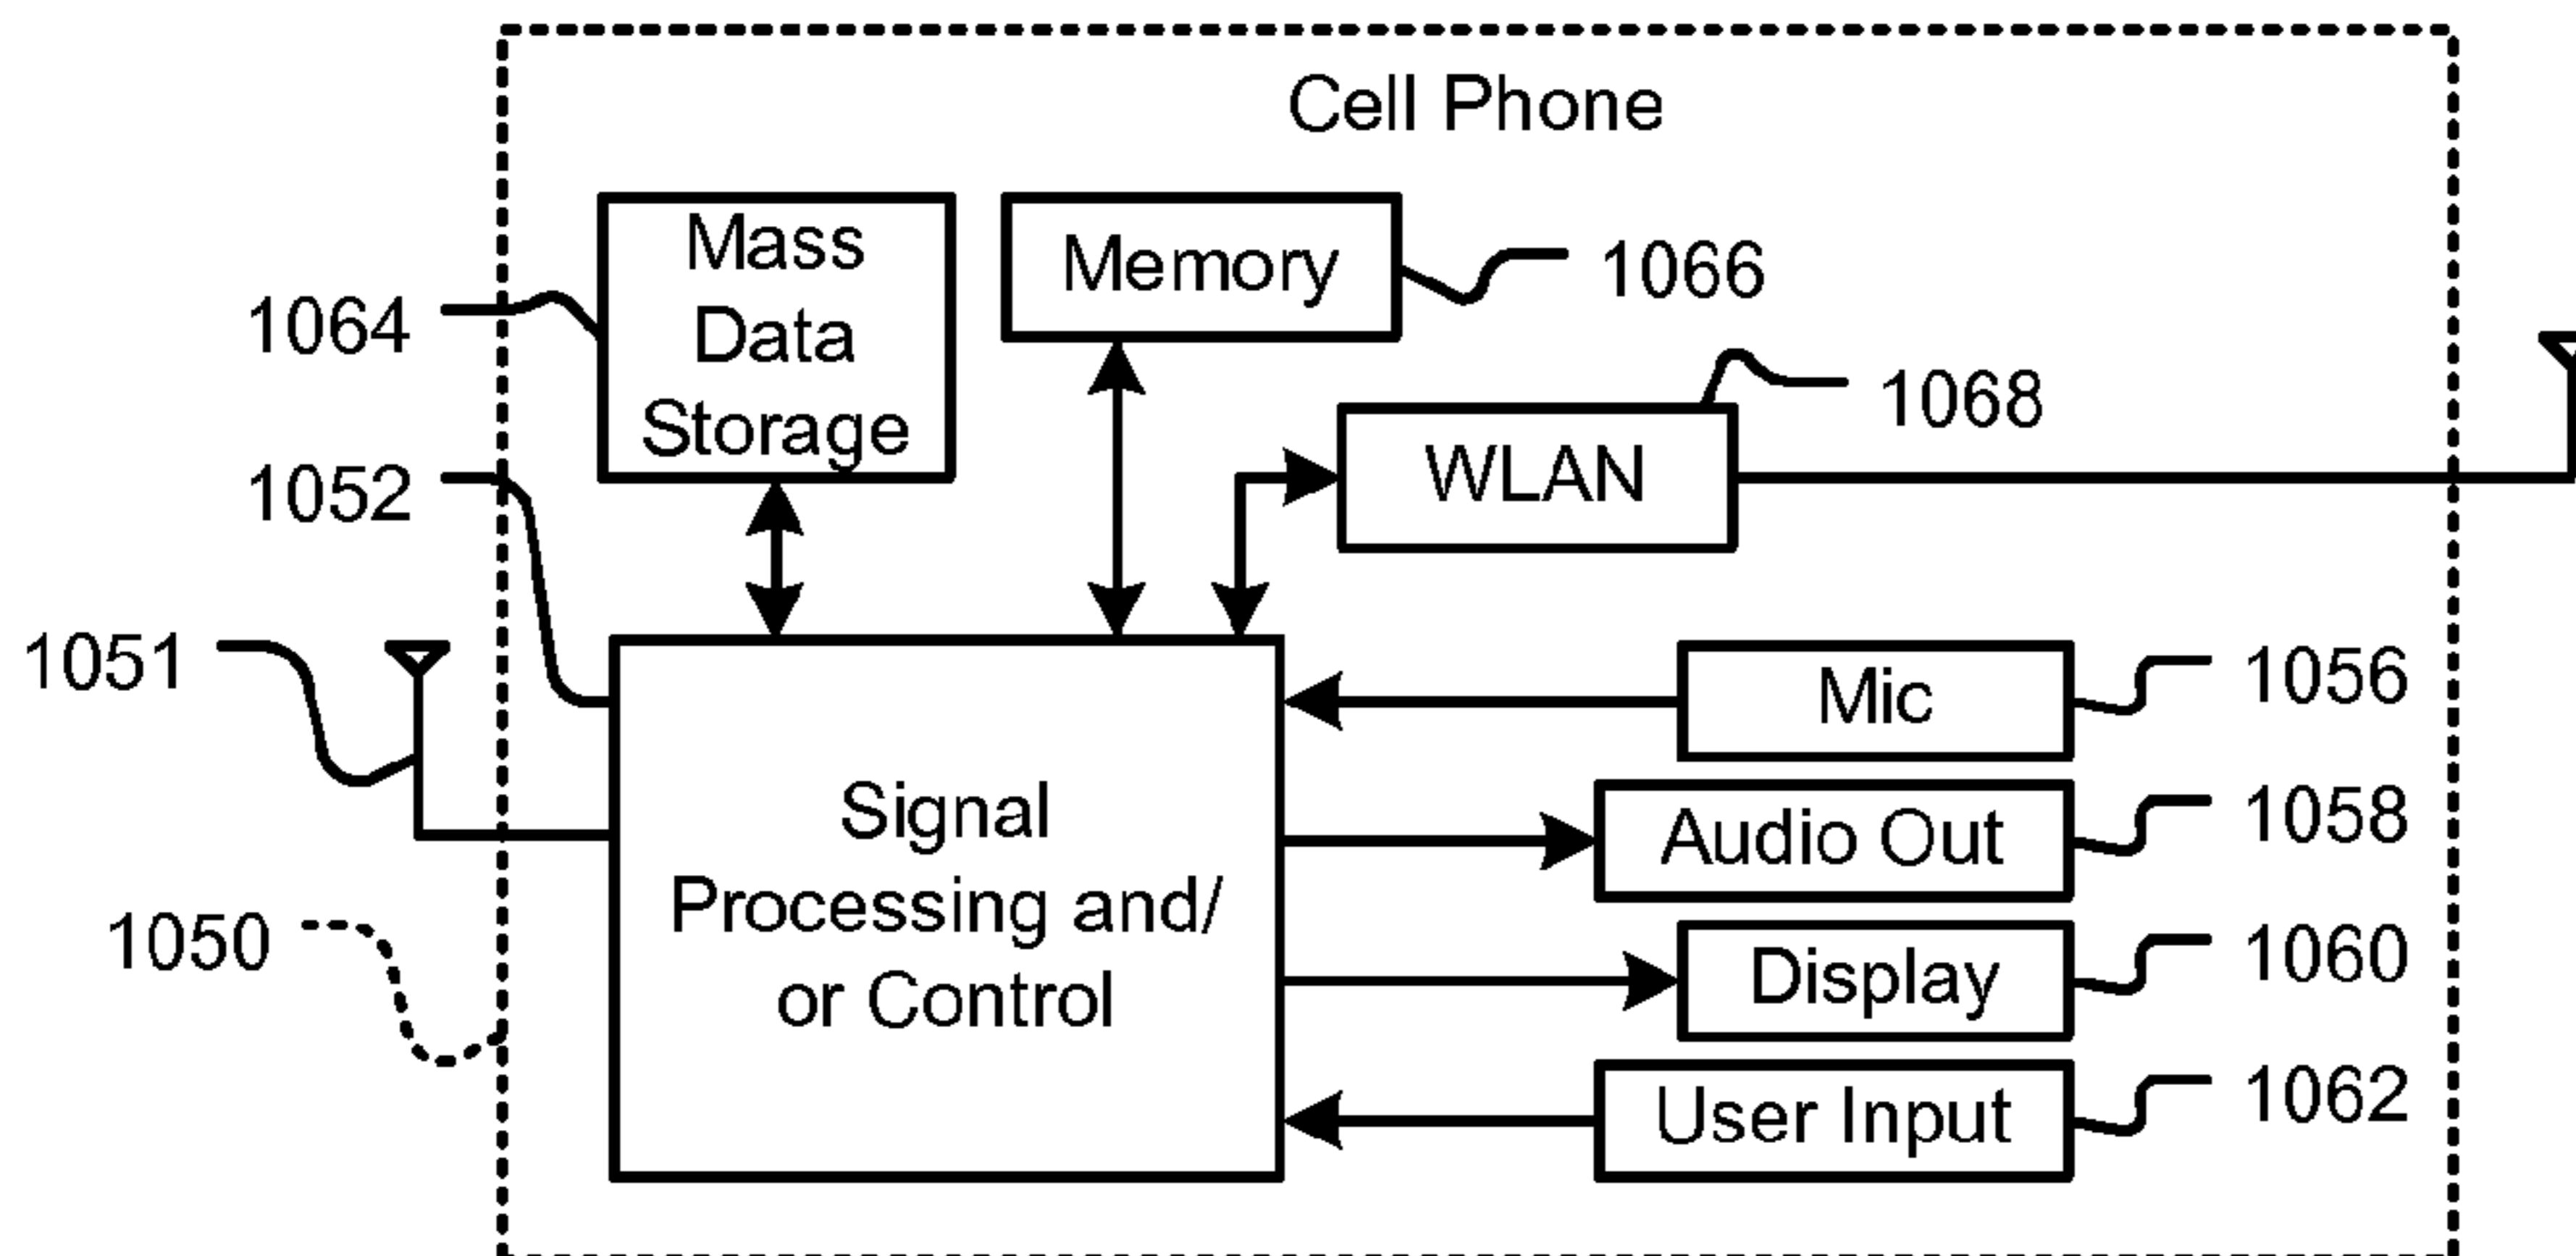 Cell Phone
Mass
Data
Storage
Memory
1066
1064
1068
WLAN
1052
1051
Mic
1056
Signal
Processing and/
or Control
Audio Out
1058
1050
Display
1060
User Input
1062